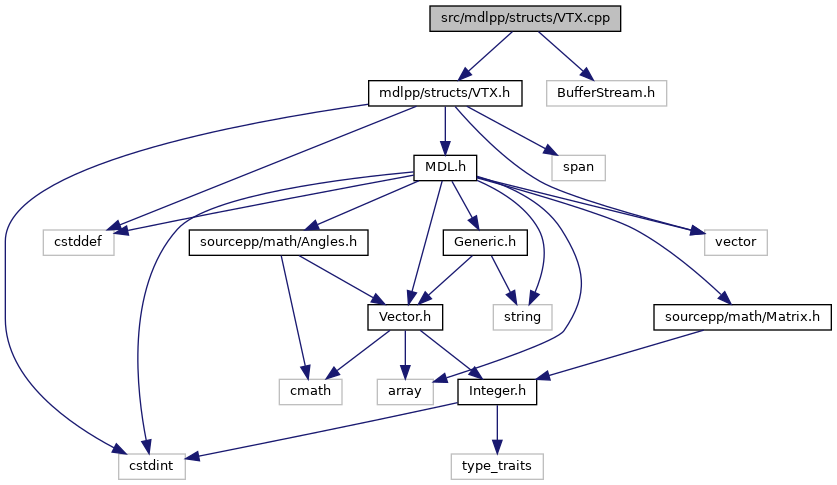 src/mdlpp/structs/VTX.cpp
mdlpp/structs/VTX.h
BufferStream.h
MDL.h
span
cstddef
sourcepp/math/Angles.h
Generic.h
vector
Vector.h
string
sourcepp/math/Matrix.h
cmath
array
Integer.h
cstdint
type_traits